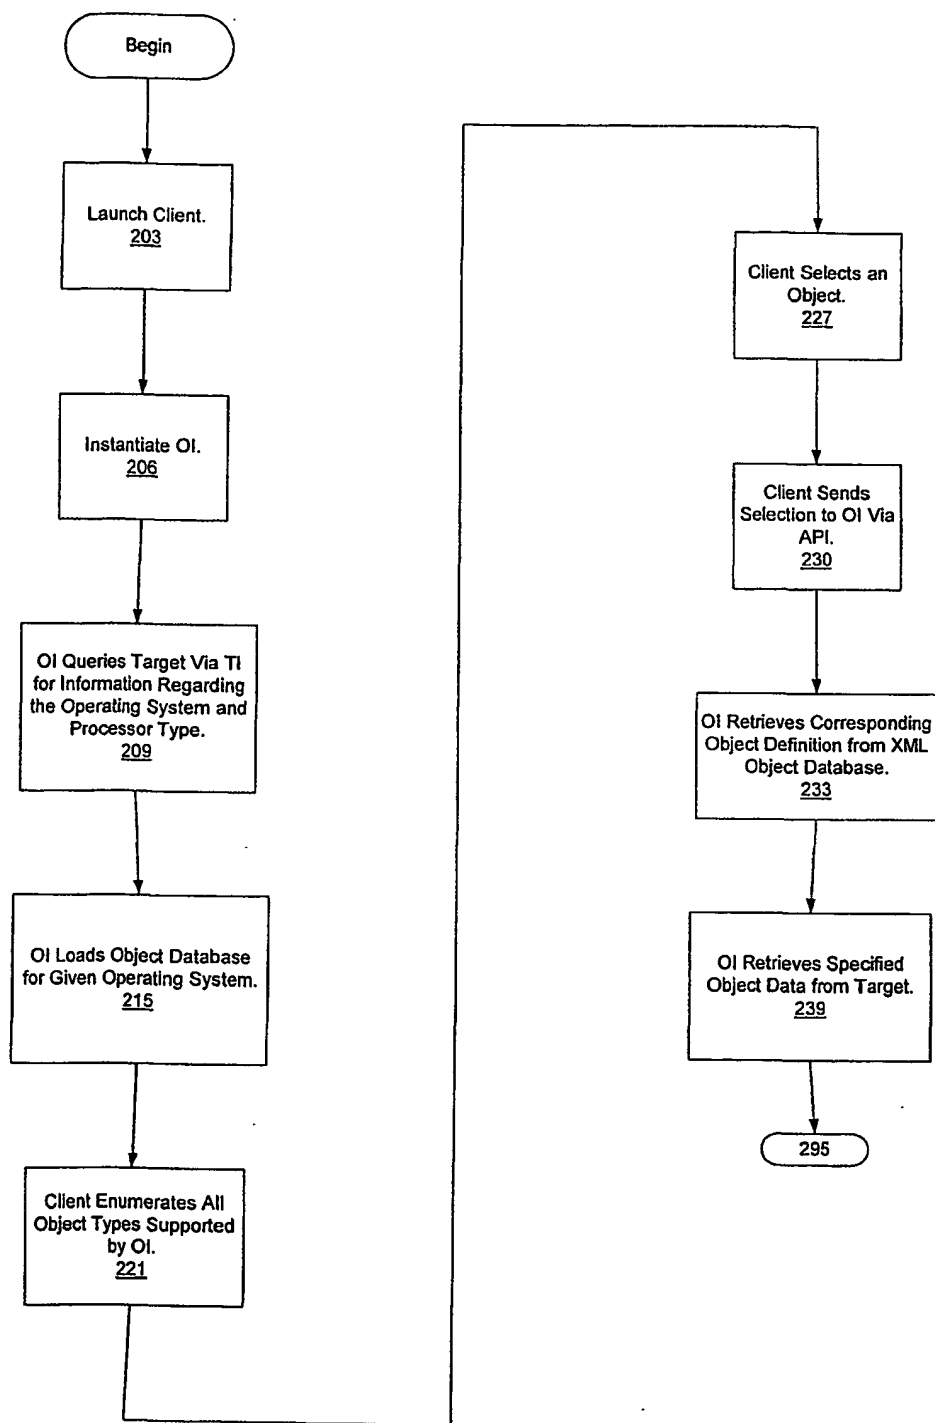 Begin
Launch Client.
203
Instantiate OI.
206
OI Queries Target Via TI
for Information Regarding
the Operating System and
Processor Type.
209
OI Loads Object Database
for Given Operating System.
215
Client Enumerates All
Object Types Supported
by OI.
221
Client Selects an
Object.
227
Client Sends
Selection to OI Via
API.
230
OI Retrieves Corresponding
Object Definition from XML
Object Database.
233
OI Retrieves Specified
Object Data from Target.
239
295